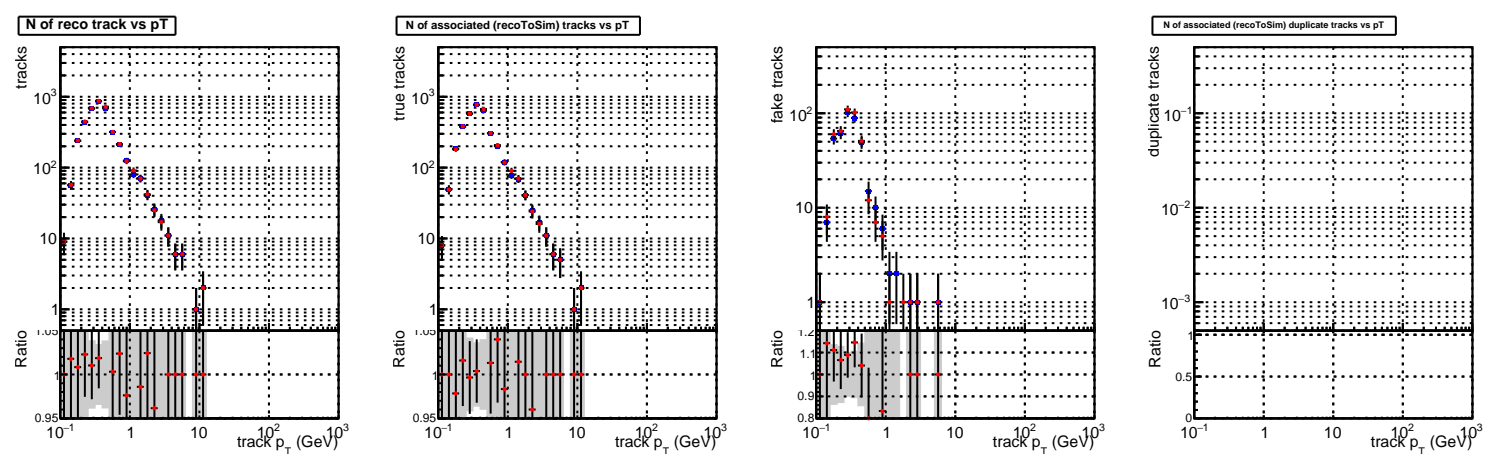 N of reco track vs pT
tracks
10³
10²
10
1
Ratio
1.05
1
0.95
10⁻¹ 1 10 10² 10³
track p_T (GeV)
N of associated (recoToSim) tracks vs pT
true tracks
10³
10²
10
1
Ratio
1.05
1
0.95
10⁻¹ 1 10 10² 10³
track p_T (GeV)
fake tracks
10²
10
1
Ratio
1.2
1.1
1
0.9
0.8
10⁻¹ 1 10 10² 10³
track p_T (GeV)
N of associated (recoToSim) duplicate tracks vs pT
duplicate tracks
10⁻¹
10⁻²
10⁻³
Ratio
1
0.5
0
10⁻¹ 1 10 10² 10³
track p_T (GeV)